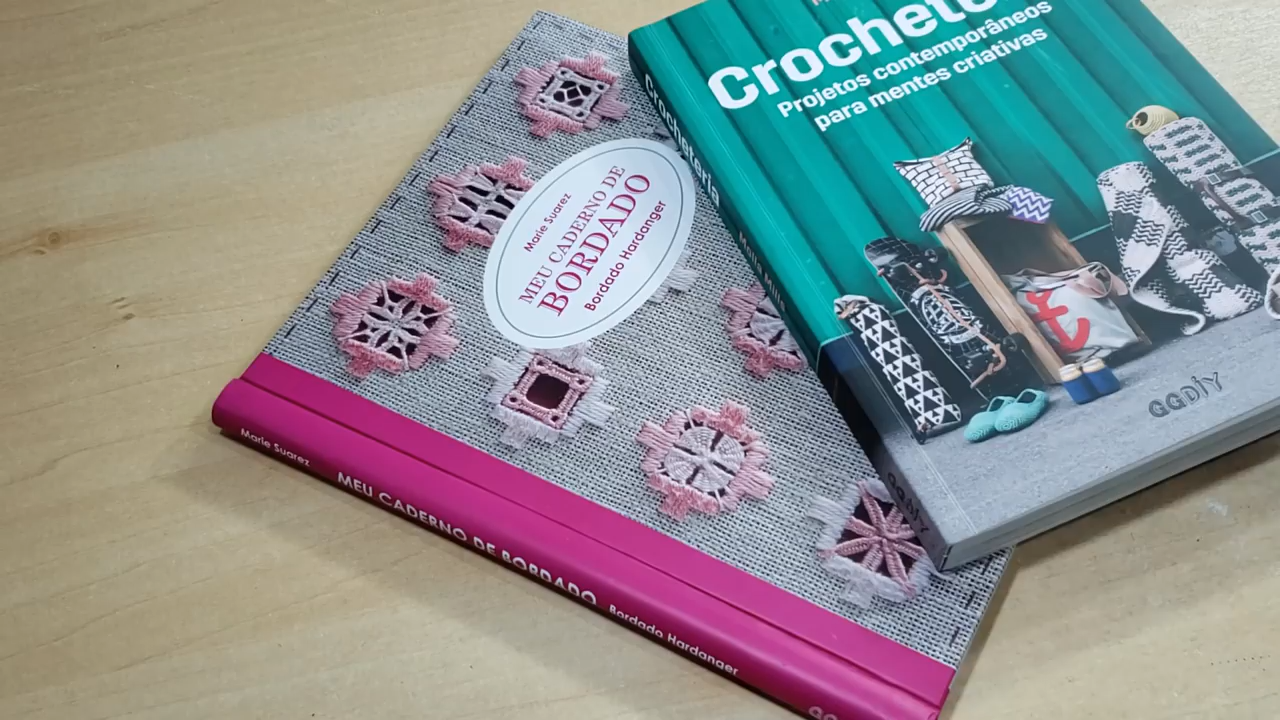 Marie Suarez
MEU CADERNO DE
BORDADO
Bordado Hardanger
Marie Suarez
MEU CADERNO DE BORDADO
Bordado Hardanger
Projetos contemporâneos
para mentes criativas
GGDIY
Crocheteria
GGDIY